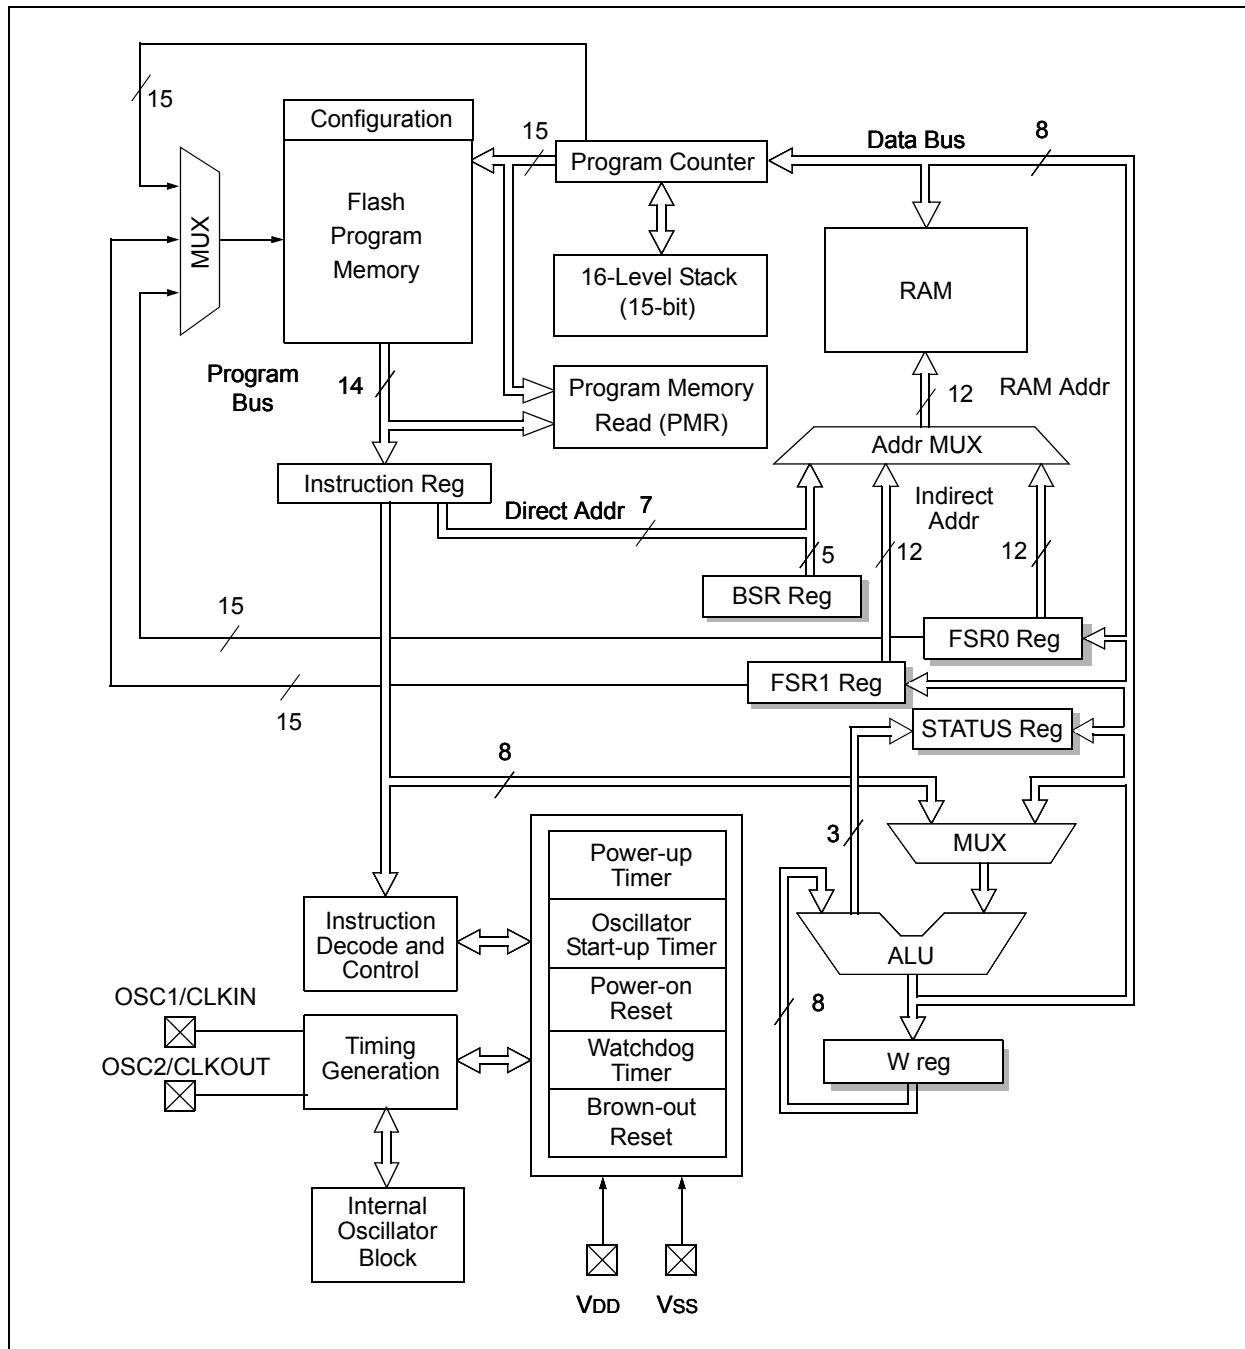 15
Configuration
15
Program Counter
Data Bus
8
MUX
Flash
Program
Memory
16-Level Stack
(15-bit)
RAM
Program
Bus
14
Program Memory
Read (PMR)
12
RAM Addr
Addr MUX
Instruction Reg
Direct Addr
7
Indirect
Addr
5
12
12
BSR Reg
15
FSR0 Reg
FSR1 Reg
15
STATUS Reg
8
3
MUX
Power-up
Timer
Instruction
Decode and
Control
Oscillator
Start-up Timer
ALU
OSC1/CLKIN
Power-on
Reset
8
OSC2/CLKOUT
Timing
Generation
Watchdog
Timer
W reg
Brown-out
Reset
Internal
Oscillator
Block
VDD
VSS